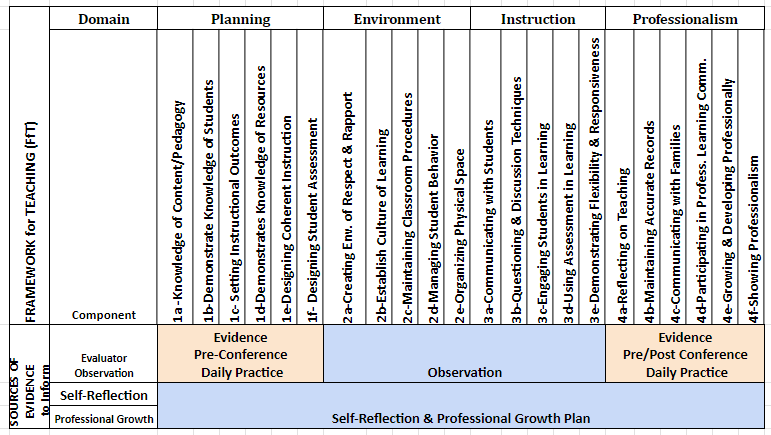 Domain
Planning
Environment
Instruction
Professionalism
FRAMEWORK for TEACHING (FfT)
Component
1a -Knowledge of Content/Pedagogy
1b-Demonstrate Knowledge of Students
1c- Setting Instructional Outcomes
1d-Demonstrates Knowledge of Resources
1e-Designing Coherent Instruction
1f- Designing Student Assessment
2a-Creating Env. of Respect & Rapport
2b-Establish Culture of Learning
2c-Maintaining Classroom Procedures
2d-Managing Student Behavior
2e-Organizing Physical Space
3a-Communicating with Students
3b-Questioning & Discussion Techniques
3c-Engaging Students in Learning
3d-Using Assessment in Learning
3e-Demonstrating Flexibility & Responsiveness
4a-Reflecting on Teaching
4b-Maintaining Accurate Records
4c-Communicating with Families
4d-Participating in Profess. Learning Comm.
4e-Growing & Developing Professionally
4f-Showing Professionalism
SOURCES OF
EVIDENCE
to Inform
Evaluator
Observation
Evidence
Pre-Conference
Daily Practice
Observation
Evidence
Pre/Post Conference
Daily Practice
Self-Reflection
Professional Growth
Self-Reflection & Professional Growth Plan